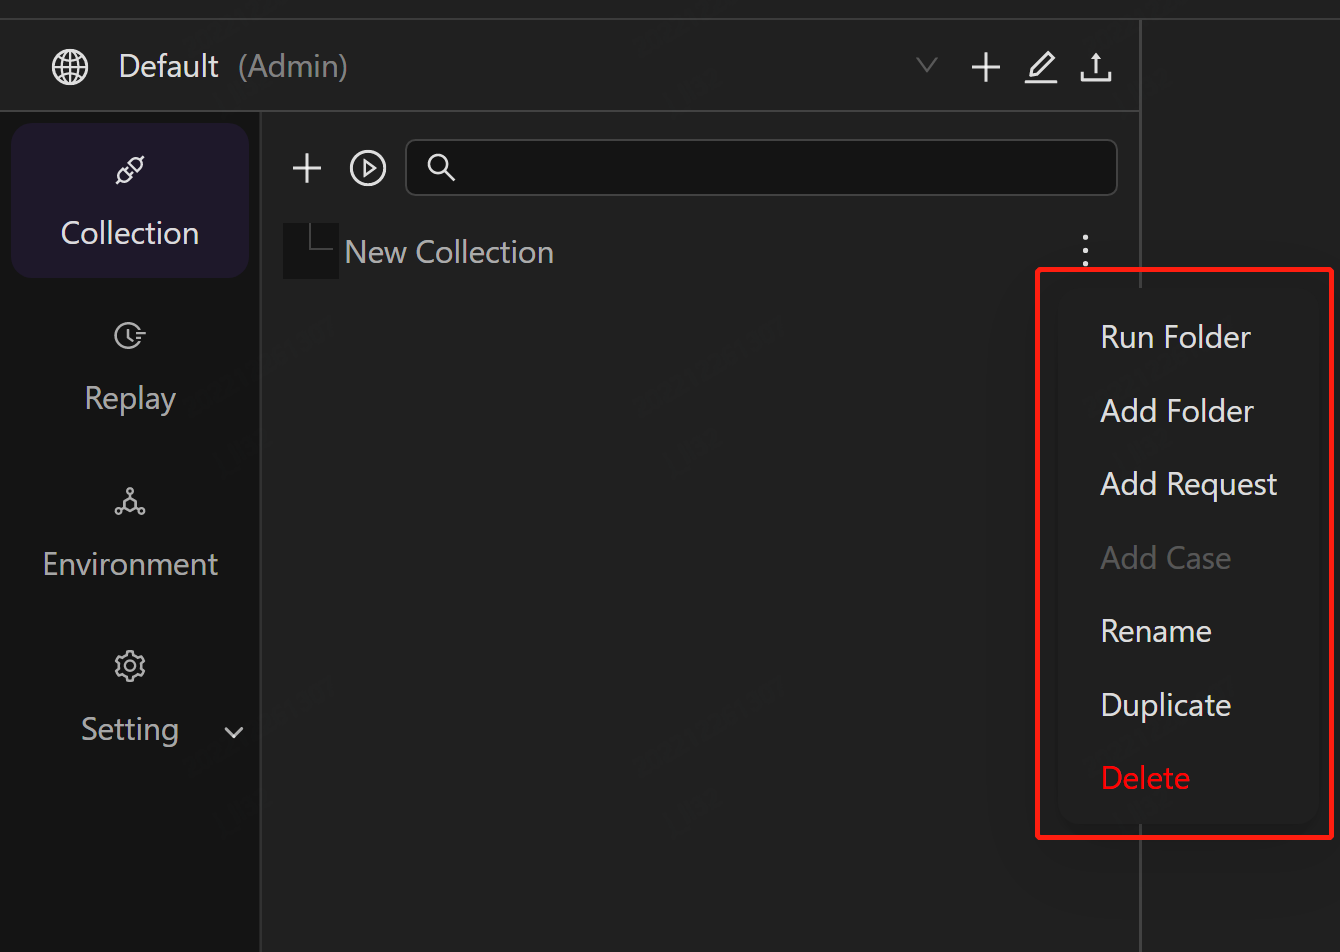 Default (Admin)
Collection
Replay
Environment
Setting
New Collection
Run Folder
Add Folder
Add Request
Add Case
Rename
Duplicate
Delete